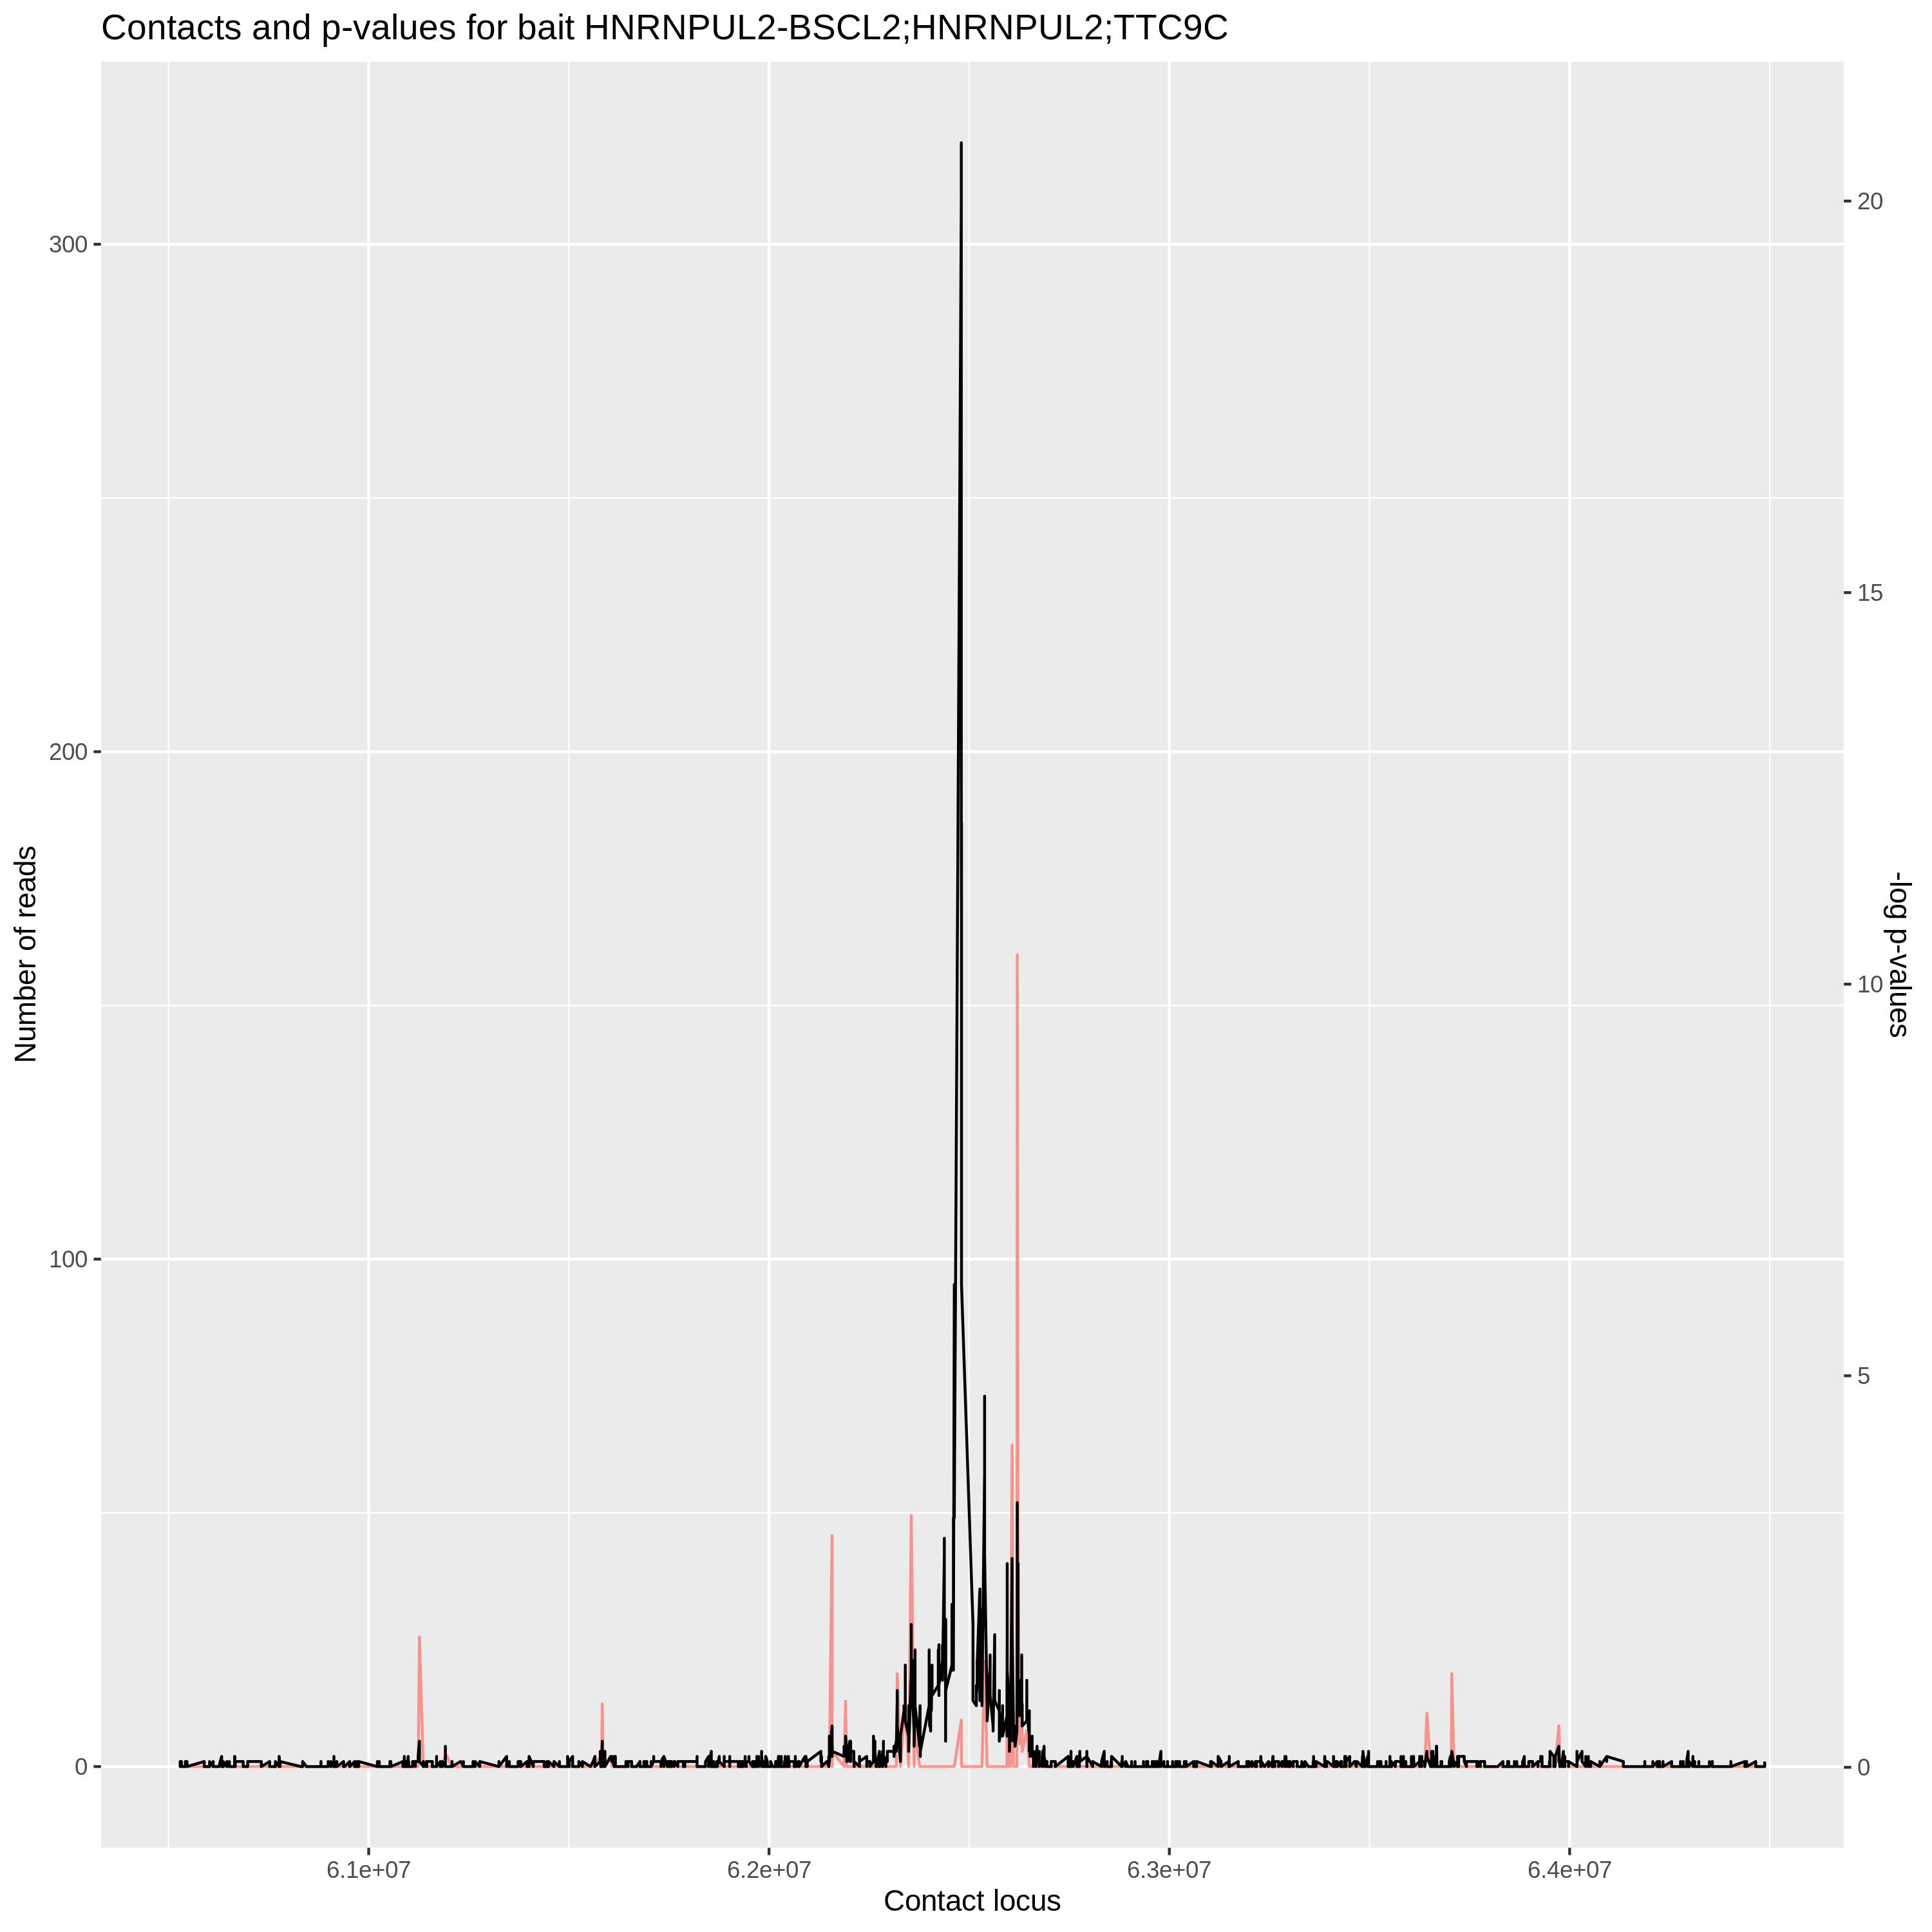 Contacts and p-values for bait HNRNPUL2-BSCL2;HNRNPUL2;TTC9C
300
200
100
0
Number of reads
20
15
10
5
0
-log p-values
6.1e+07
6.2e+07
6.3e+07
6.4e+07
Contact locus